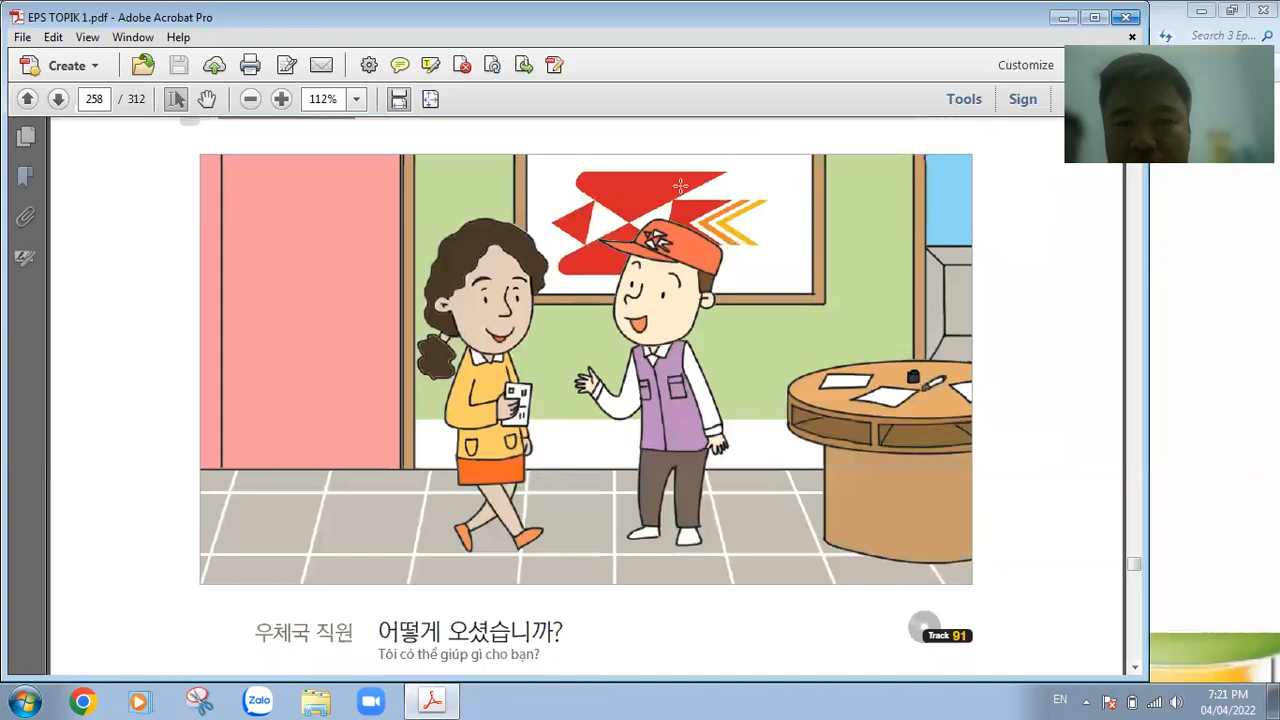 EPS TOPIK 1.pdf - Adobe Acrobat Pro
File Edit View Window Help
Search 3 Ep...
Create
Customize
258 / 312
112%
Tools Sign
우체국 직원 어떻게 오셨습니까?
Tôi có thể giúp gì cho bạn?
Track 91
Zalo
EN
7:21 PM
04/04/2022